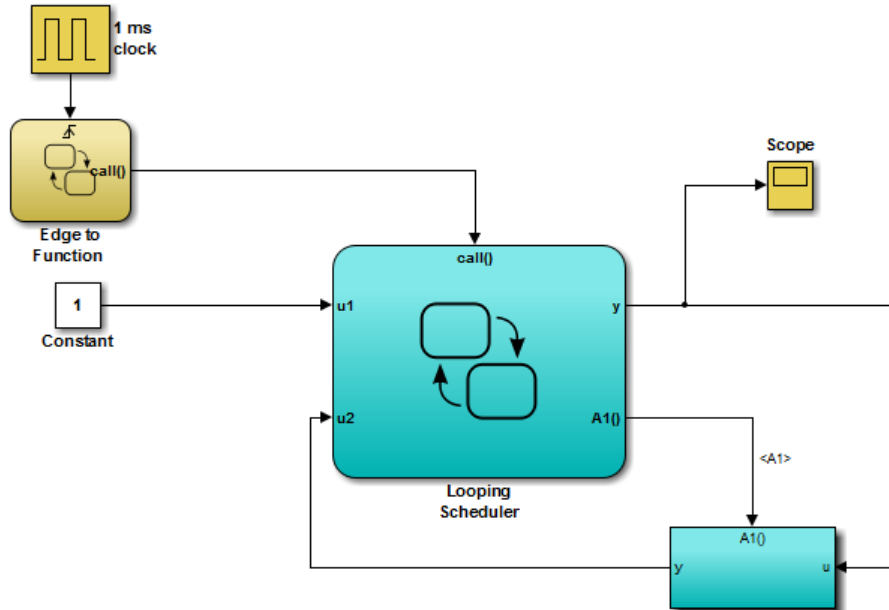 1 ms
clock
call()
Edge to
Function
Scope
call()
1
Constant
u1
y
u2
A1()
<A1>
Looping
Scheduler
A1()
y
u